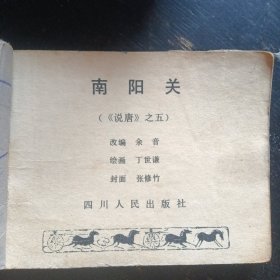 南阳关
(《说唐》之五)
改编 余音
绘画 丁世谦
封面 张修竹
四川人民出版社